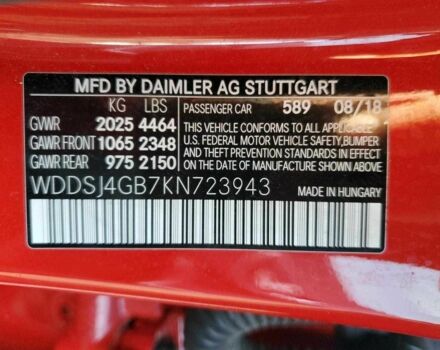 MFD BY DAIMLER AG STUTTGART
KG LBS PASSENGER CAR 589 08/18
GVWR 2025 4464
GAWR FRONT 1065 2348
GAWR REAR 975 2150
THIS VEHICLE CONFORMS TO ALL APPLICABLE
U.S. FEDERAL MOTOR VEHICLE SAFETY, BUMPER
AND THEFT PREVENTION STANDARDS IN EFFECT
ON THE DATE OF MANUFACTURE SHOWN ABOVE.
WDDSJ4GB7KN723943 MADE IN HUNGARY